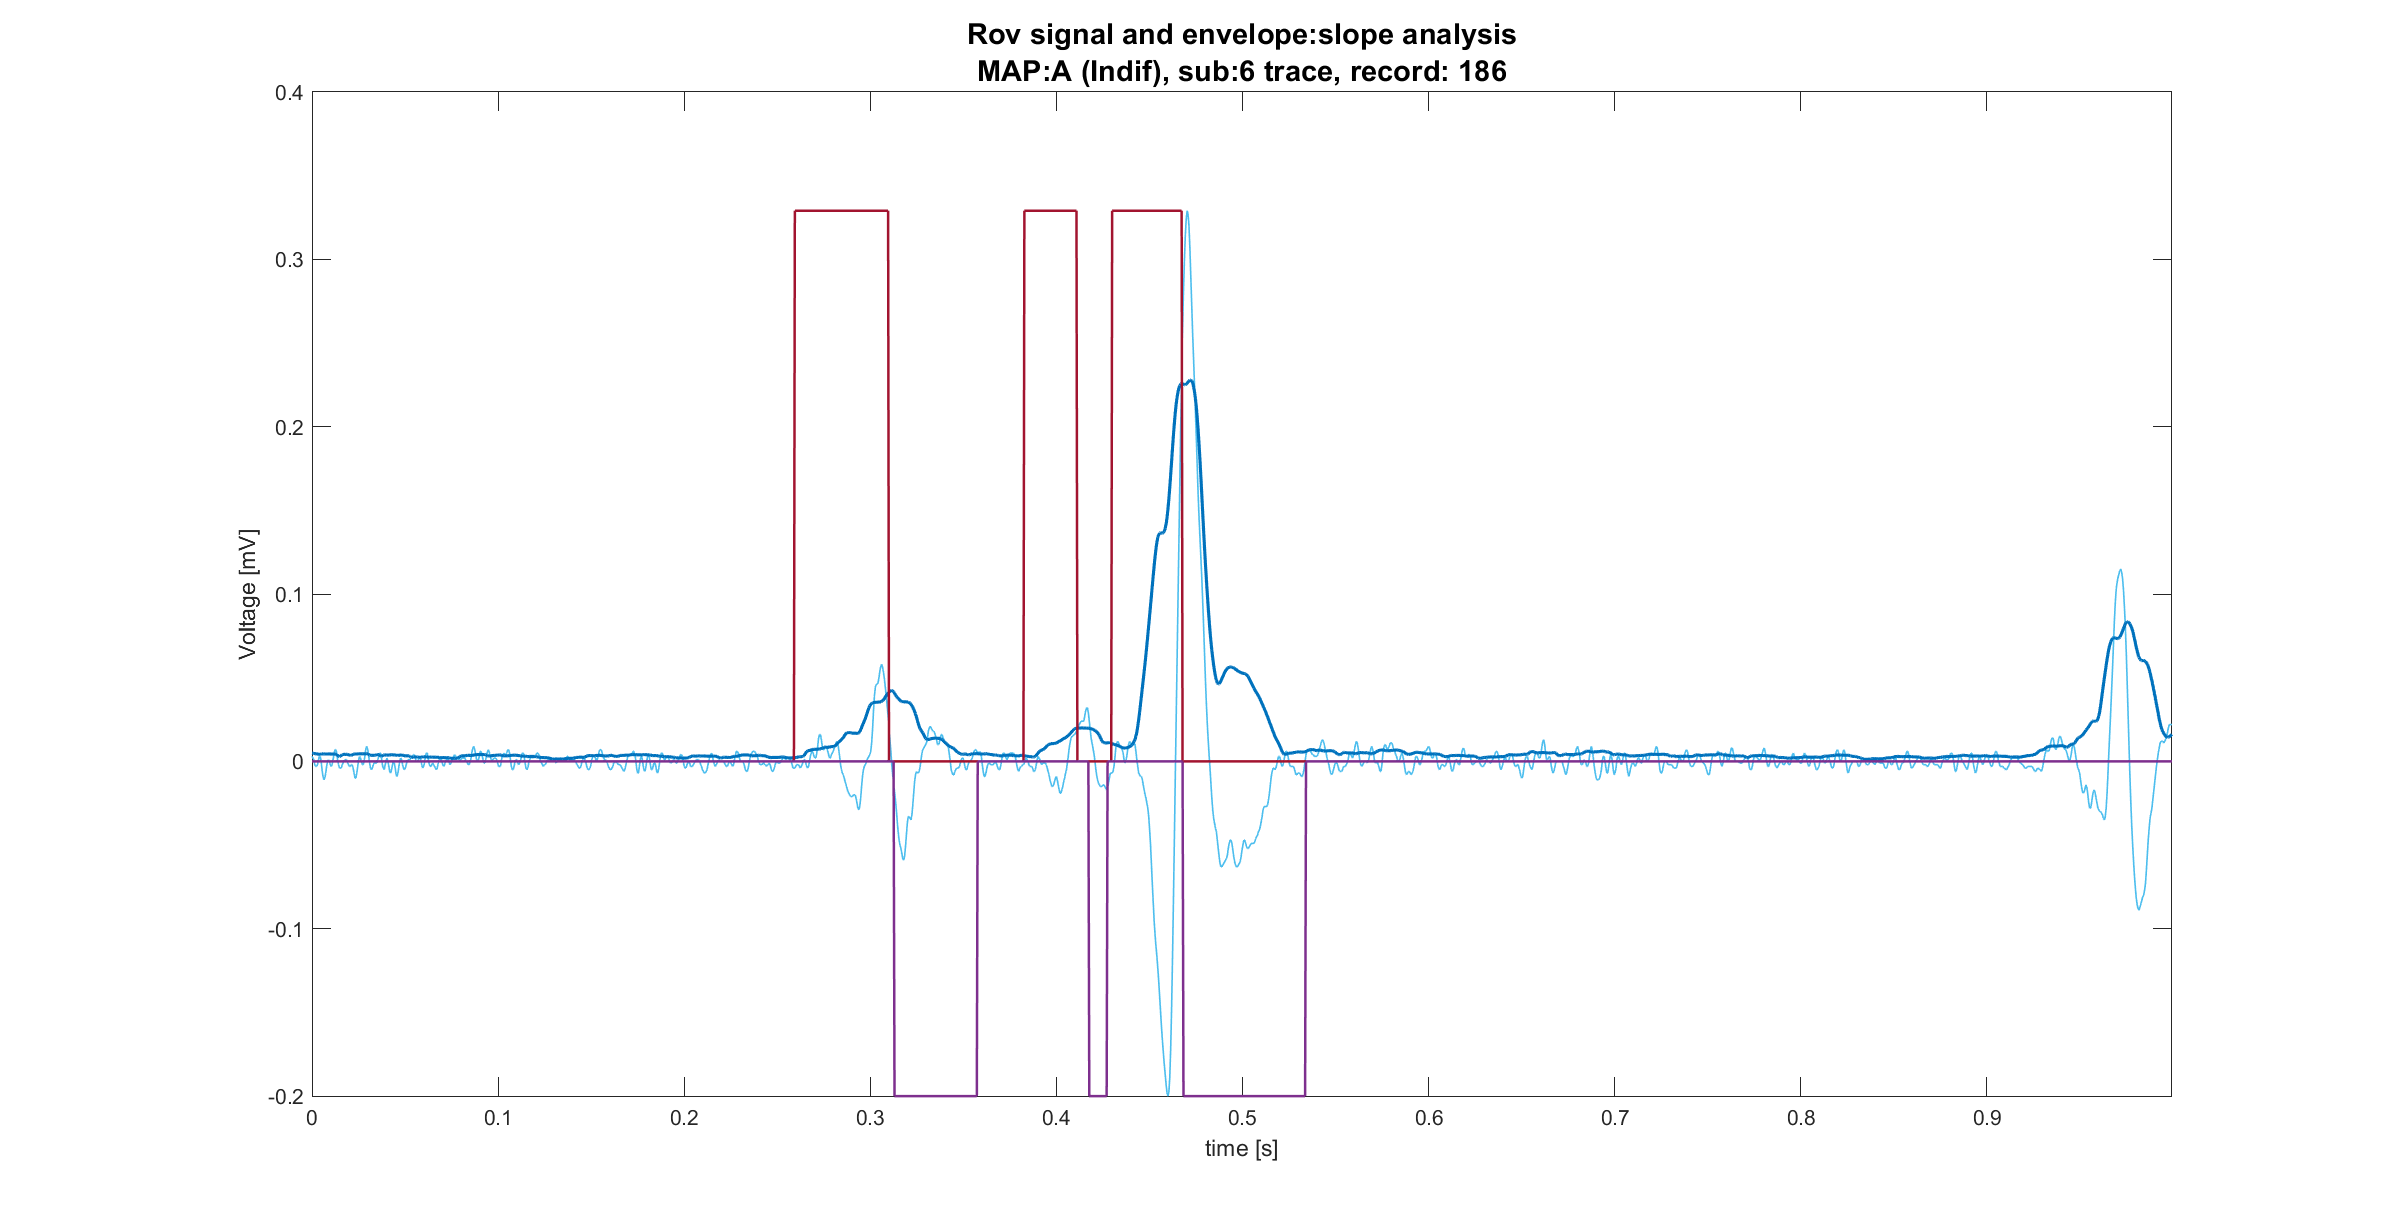 Rov signal and envelope:slope analysis
MAP:A (Indif), sub:6 trace, record: 186
0.4
0.3
0.2
0.1
0
-0.1
-0.2
Voltage [mV]
0 0.1 0.2 0.3 0.4 0.5 0.6 0.7 0.8 0.9
time [s]